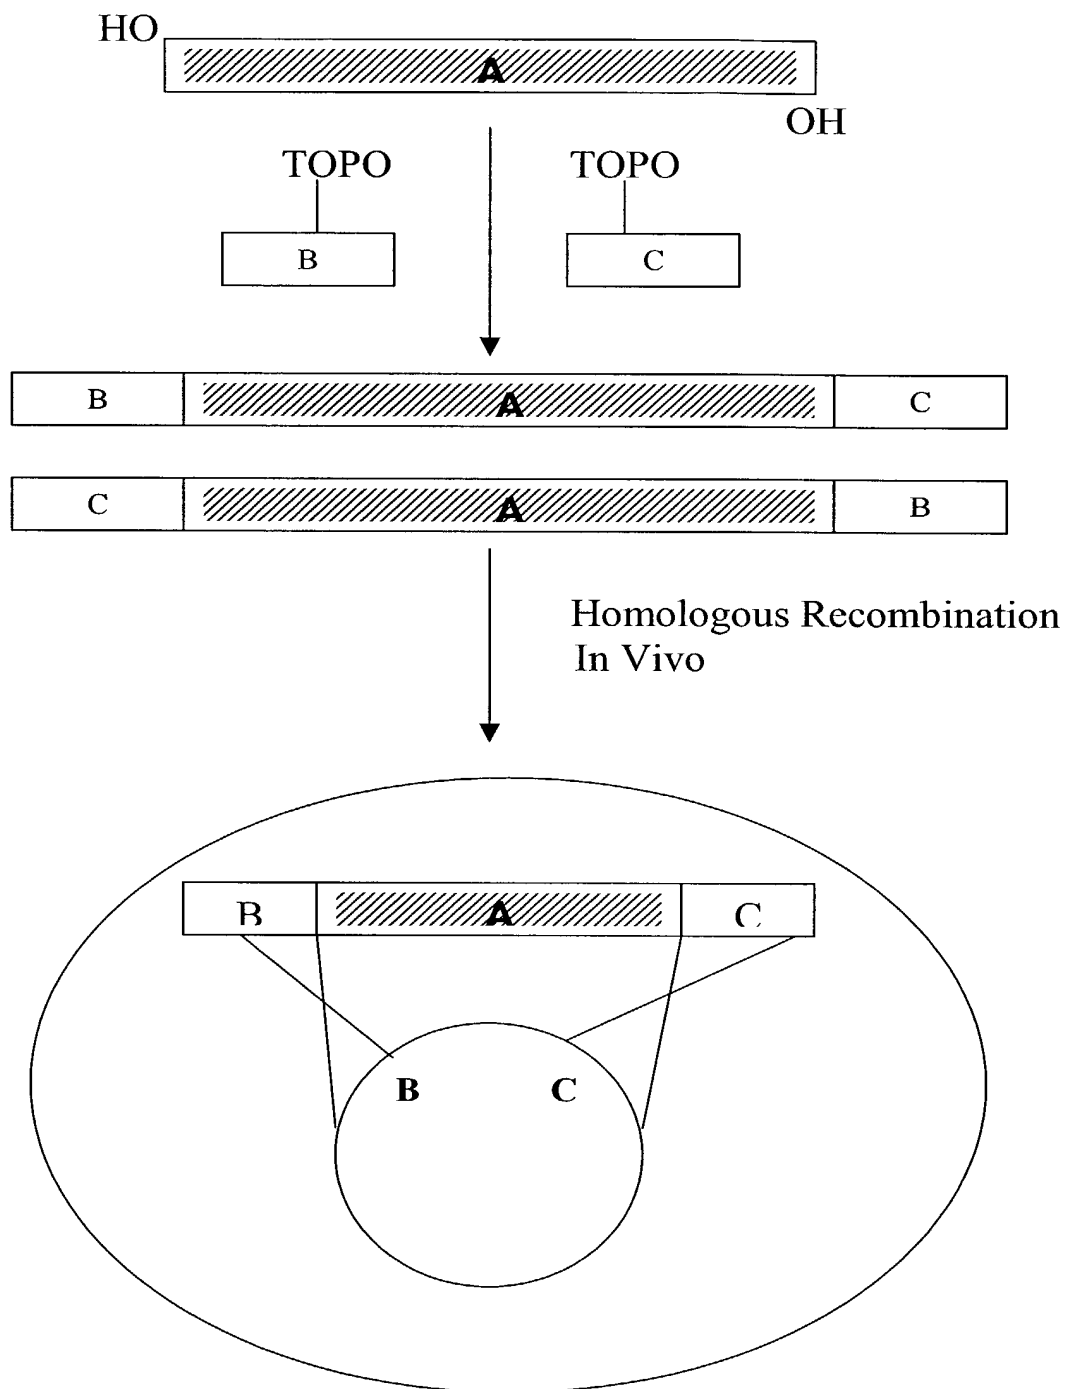 HO
A
OH
TOPO TOPO
B C
B A C
C A B
Homologous Recombination
In Vivo
B A C
B C